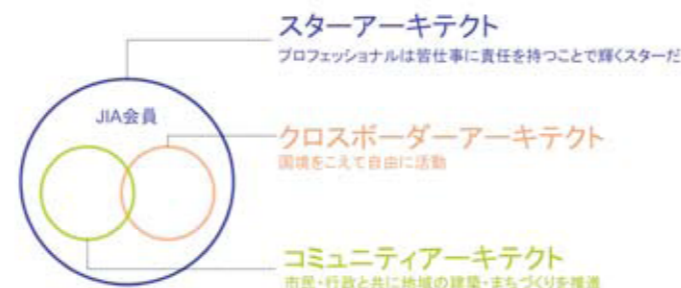 スターアーキテクト
プロフェッショナルは皆仕事に責任を持つことで輝くスターだ
JIA会員
クロスボーダーアーキテクト
国境をこえて自由に活動
コミュニティアーキテクト
市民・行政と共に地域の建築・まちづくりを推進